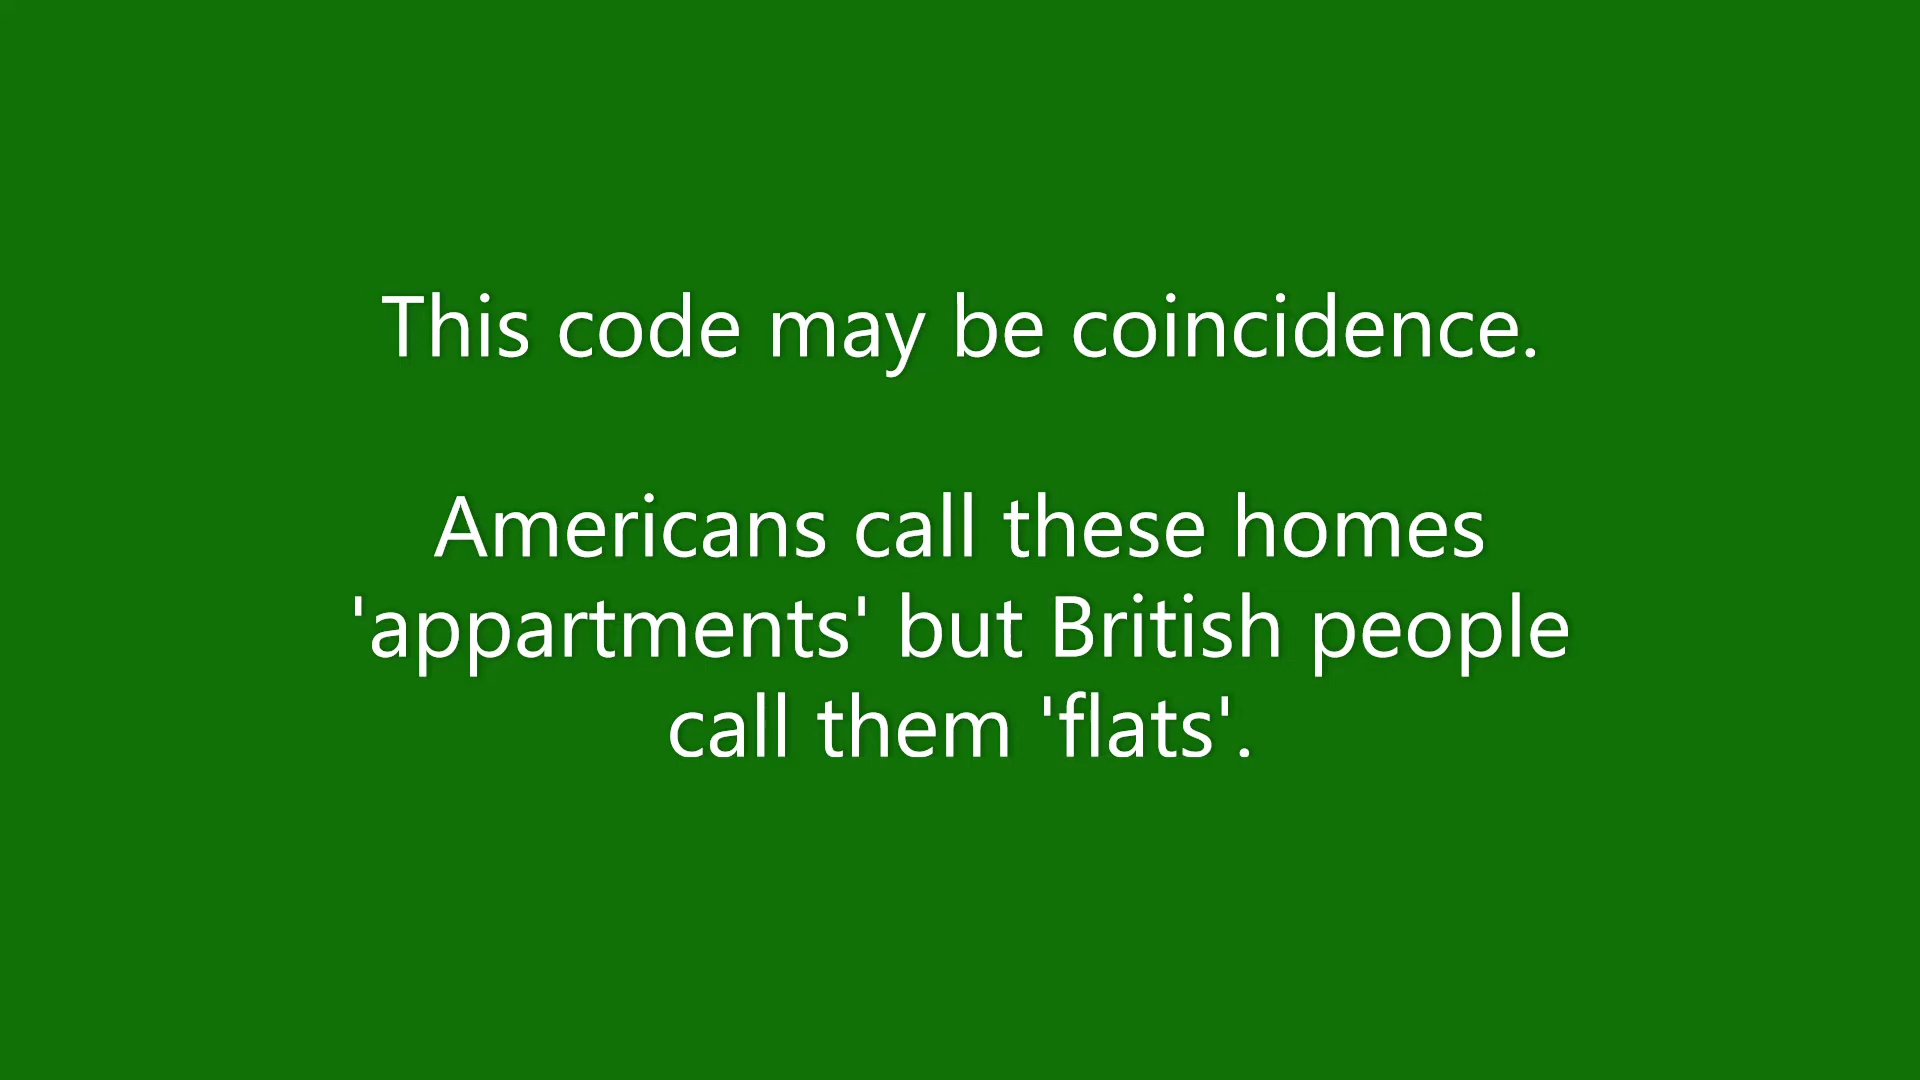 This code may be coincidence.
Americans call these homes
'appartments' but British people
call them 'flats'.